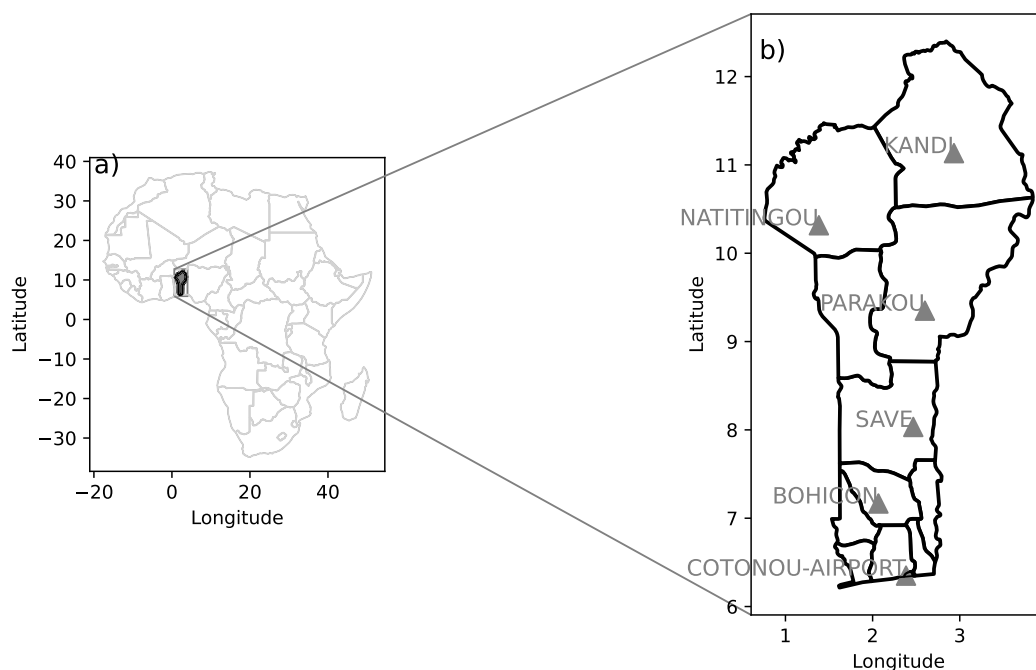 a)
40
30
20
10
0
−10
−20
−30
Latitude
−20 0 20 40
Longitude
b)
12
11
10
9
8
7
6
Latitude
KANDI
NATITINGOU
PARAKOU
SAVE
BOHICON
COTONOU-AIRPORT
1 2 3
Longitude